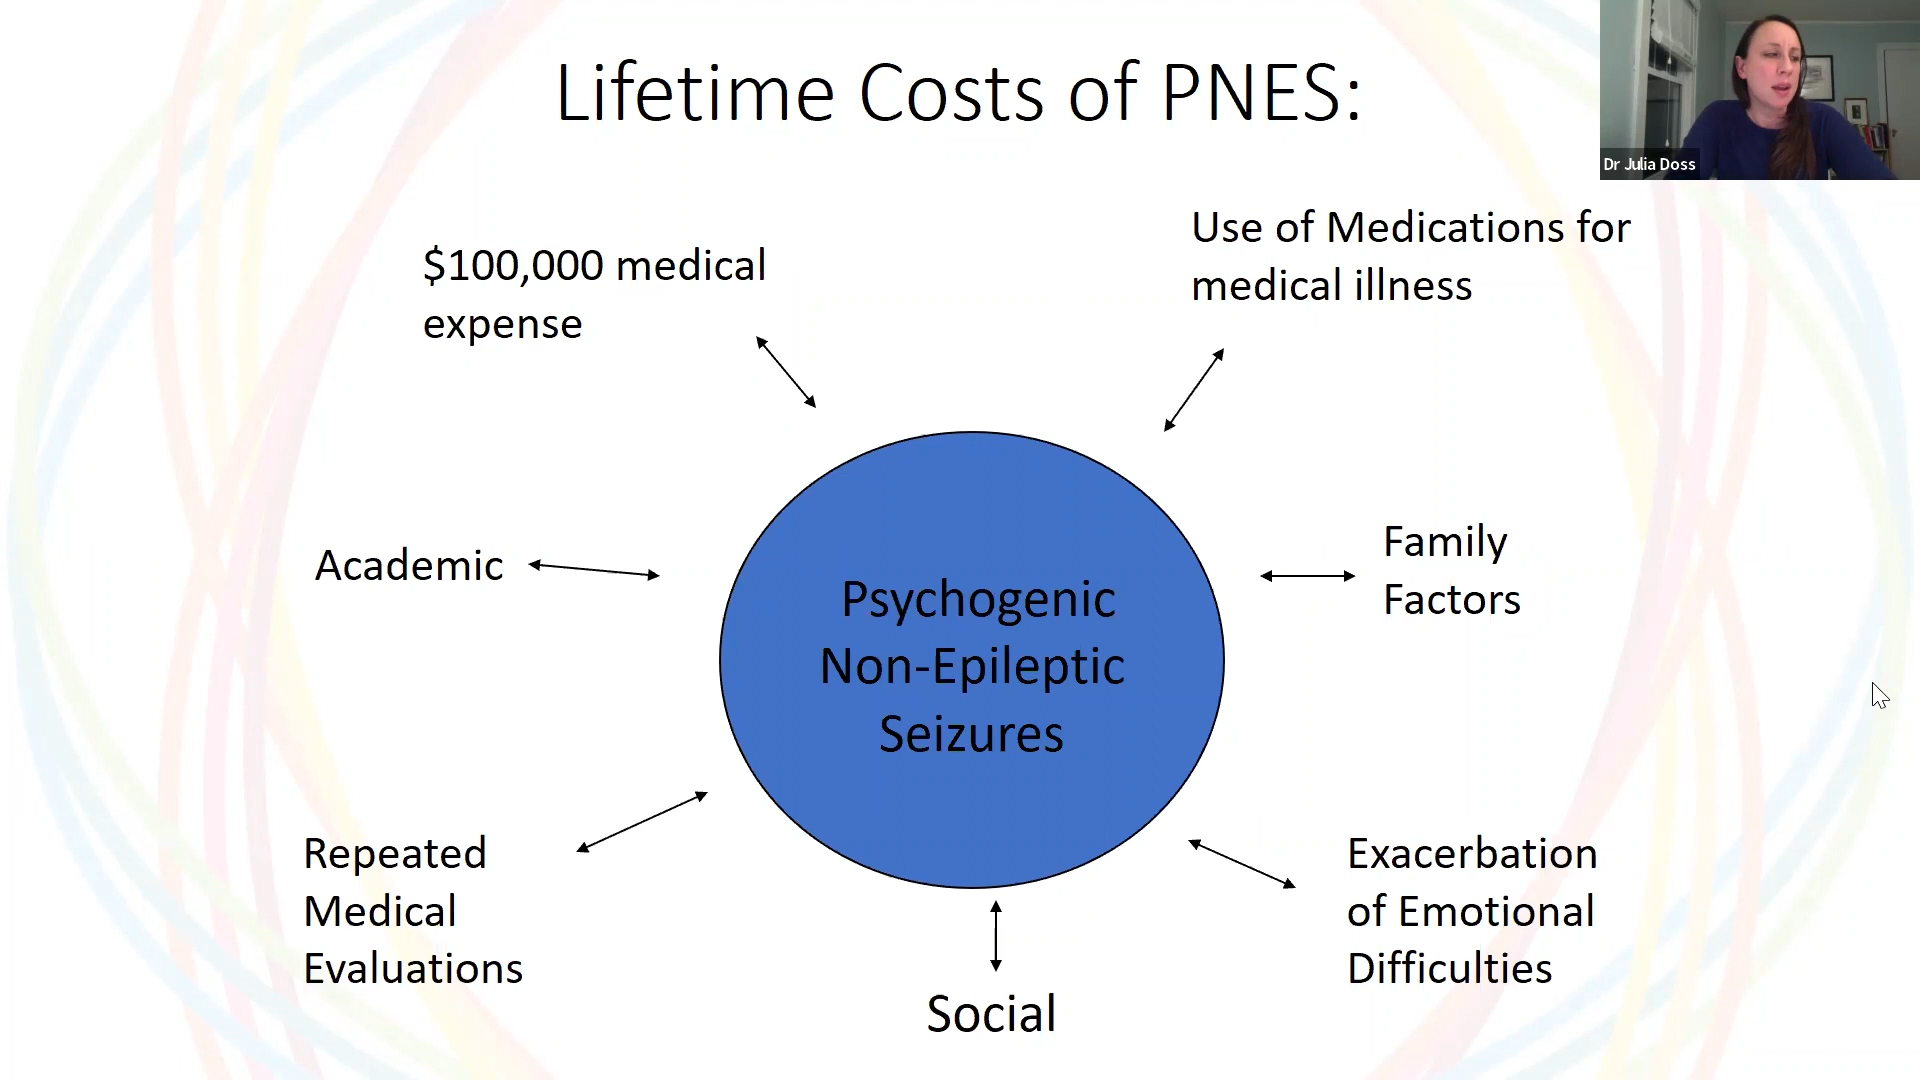 Lifetime Costs of PNES:
Dr Julia Doss
$100,000 medical
expense
Use of Medications for
medical illness
Academic
Family
Factors
Psychogenic
Non-Epileptic
Seizures
Repeated
Medical
Evaluations
Exacerbation
of Emotional
Difficulties
Social